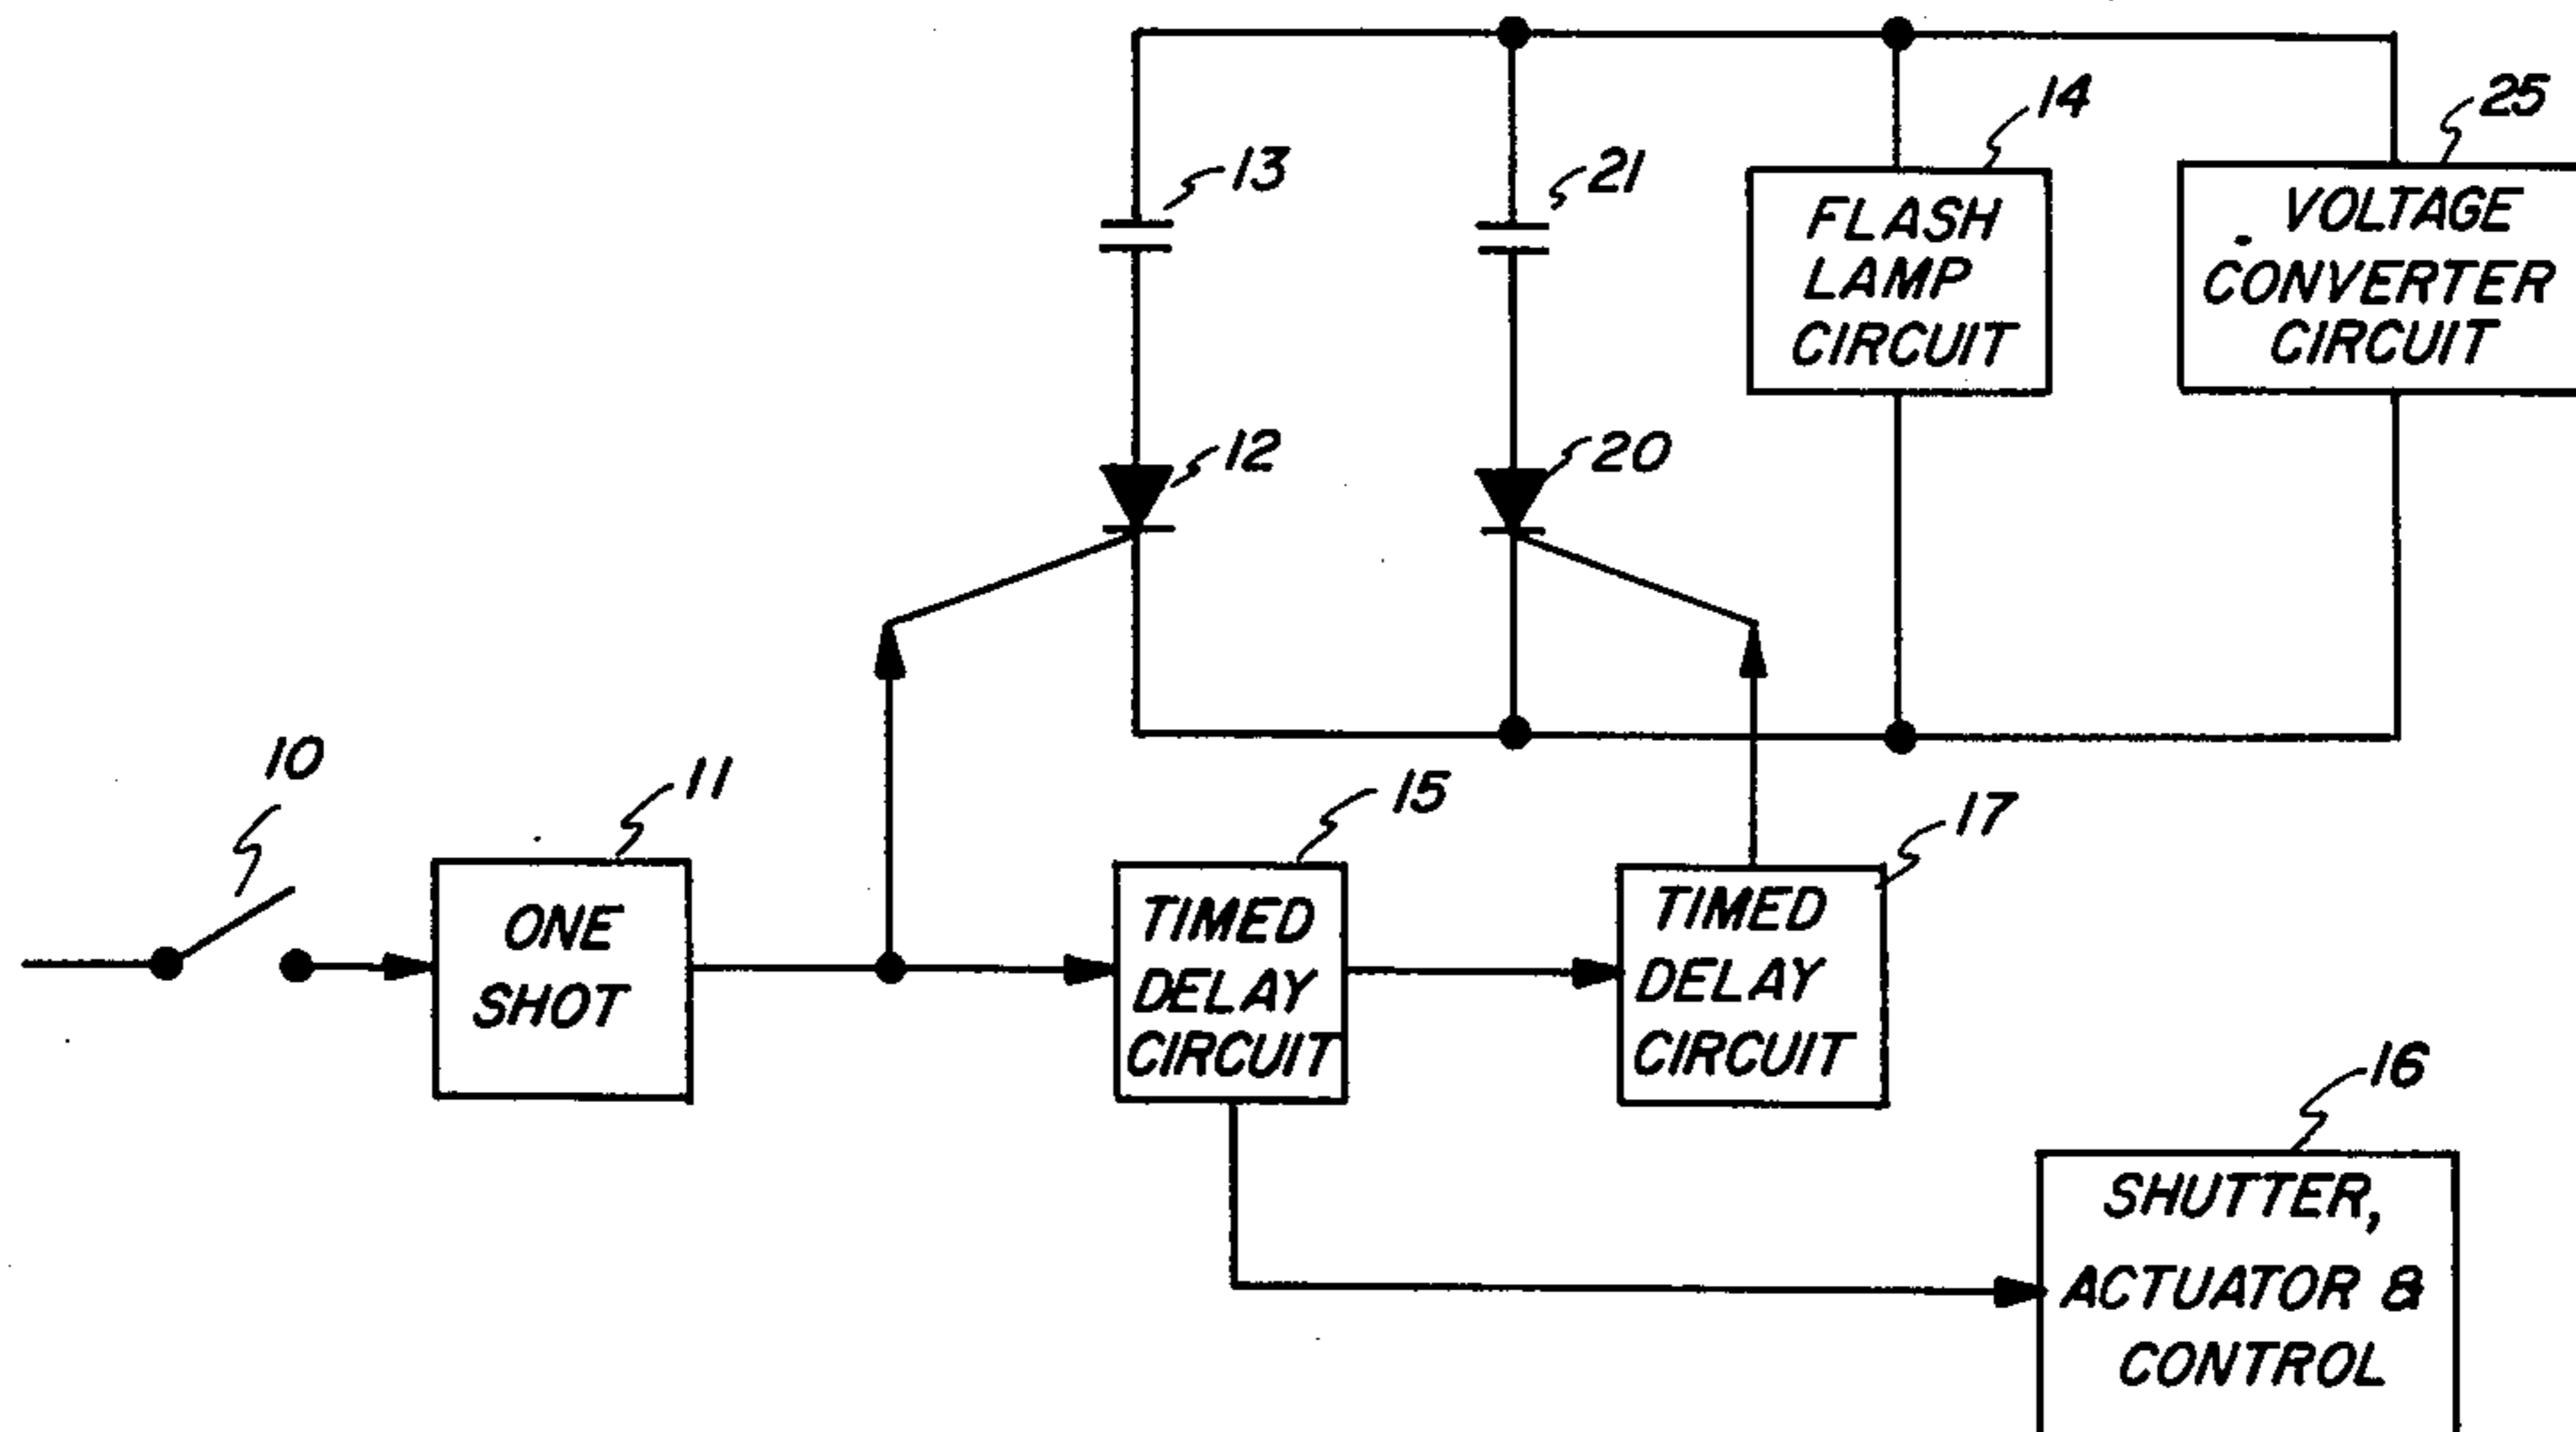 25
14
13
21
FLASH
LAMP
CIRCUIT
VOLTAGE
CONVERTER
CIRCUIT
12
20
10
11
15
17
ONE
SHOT
TIMED
DELAY
CIRCUIT
TIMED
DELAY
CIRCUIT
16
SHUTTER,
ACTUATOR &
CONTROL